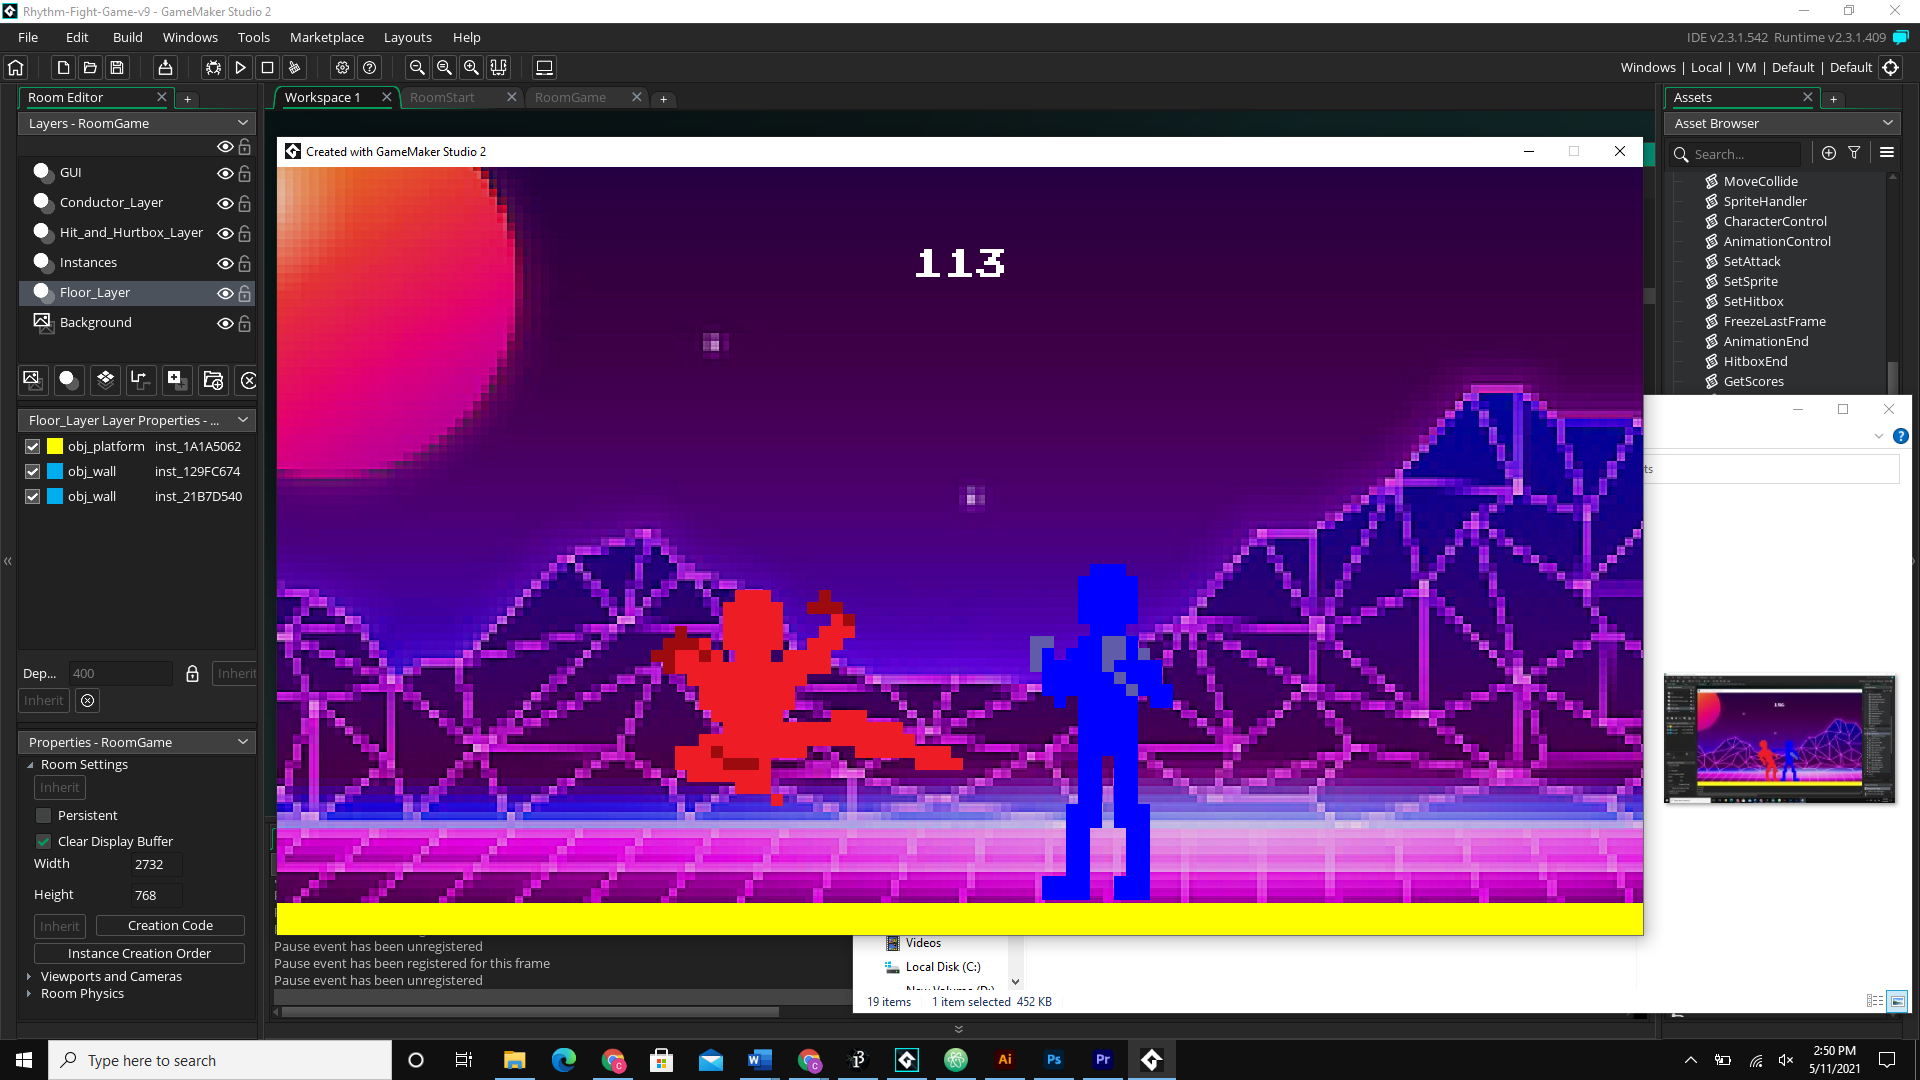 Rhythm-Fight-Game-v9 - GameMaker Studio 2
File Edit Build Windows Tools Marketplace Layouts Help
IDE v2.3.1.542 Runtime v2.3.1.409
Windows | Local | VM | Default | Default
Room Editor
Workspace 1
RoomStart
RoomGame
Assets
Layers - RoomGame
Asset Browser
Created with GameMaker Studio 2
Search...
GUI
Conductor_Layer
Hit_and_Hurtbox_Layer
Instances
Floor_Layer
Background
MoveCollide
SpriteHandler
CharacterControl
AnimationControl
SetAttack
SetSprite
SetHitbox
FreezeLastFrame
AnimationEnd
HitboxEnd
GetScores
113
Floor_Layer Layer Properties - ...
obj_platform inst_1A1A5062
obj_wall inst_129FC674
obj_wall inst_21B7D540
ts
Dep... 400 Inherit
Inherit
Properties - RoomGame
Room Settings
Inherit
Persistent
Clear Display Buffer
Width 2732
Height 768
Inherit Creation Code
Instance Creation Order
Viewports and Cameras
Room Physics
Pause event has been unregistered
Pause event has been registered for this frame
Pause event has been unregistered
Videos
Local Disk (C:)
19 items 1 item selected 452 KB
Type here to search
2:50 PM
5/11/2021